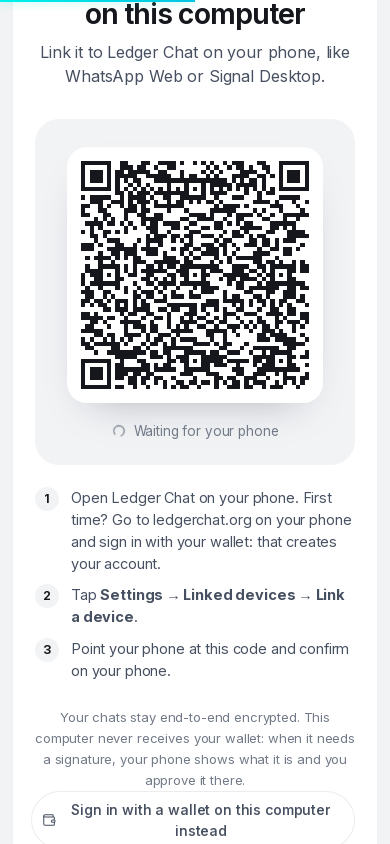 on this computer
Link it to Ledger Chat on your phone, like
WhatsApp Web or Signal Desktop.
Waiting for your phone
1 Open Ledger Chat on your phone. First
time? Go to ledgerchat.org on your phone
and sign in with your wallet: that creates
your account.
2 Tap Settings → Linked devices → Link
a device.
3 Point your phone at this code and confirm
on your phone.
Your chats stay end-to-end encrypted. This
computer never receives your wallet: when it needs
a signature, your phone shows what it is and you
approve it there.
Sign in with a wallet on this computer
instead